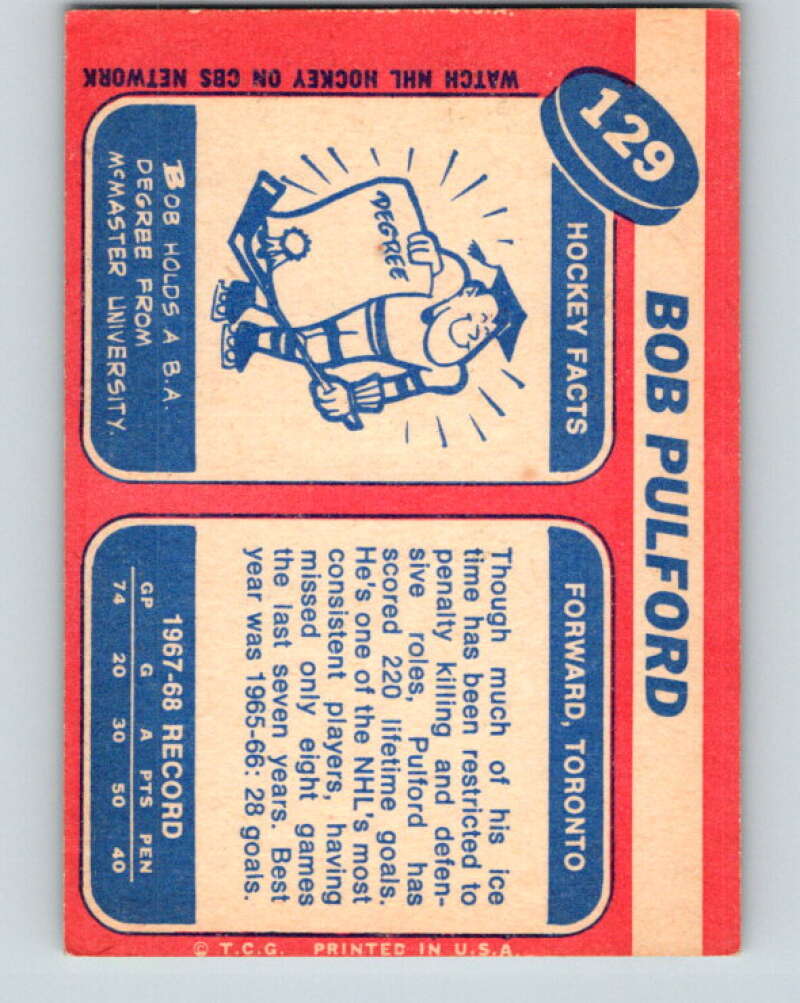 129
BOB PULFORD
HOCKEY FACTS
DEGREE
BOB HOLDS A B.A.
DEGREE FROM
McMASTER UNIVERSITY.
WATCH NHL HOCKEY ON CBS NETWORK
FORWARD, TORONTO
Though much of his ice
time has been restricted to
penalty killing and defen-
sive roles, Pulford has
scored 220 lifetime goals.
He's one of the NHL's most
consistent players, having
missed only eight games
the last seven years. Best
year was 1965-66: 28 goals.
1967-68 RECORD
GP G A PTS PEN
74 20 30 50 40
© T.C.G. PRINTED IN U.S.A.
IN U.S.A.